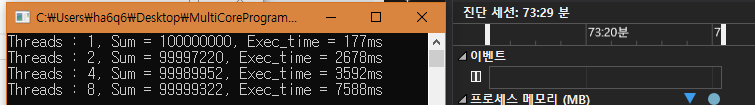 C:\Users\ha6q6\Desktop\MultiCoreProgram...
Threads : 1, Sum = 100000000, Exec_time = 177ms
Threads : 2, Sum = 99997220, Exec_time = 2678ms
Threads : 4, Sum = 99989952, Exec_time = 3592ms
Threads : 8, Sum = 99999322, Exec_time = 7588ms
진단 세션: 73:29 분
73:20분
이벤트
프로세스 메모리 (MB)